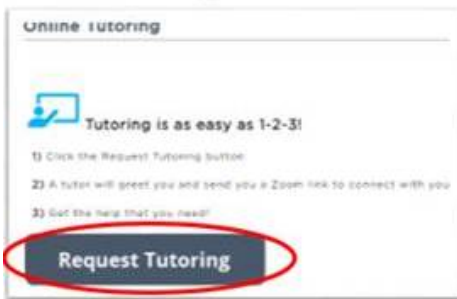 Online Tutoring
Tutoring is as easy as 1-2-3!
1) Click the Request Tutoring button
2) A tutor will greet you and send you a Zoom link to connect with you
3) Get the help that you need!
Request Tutoring